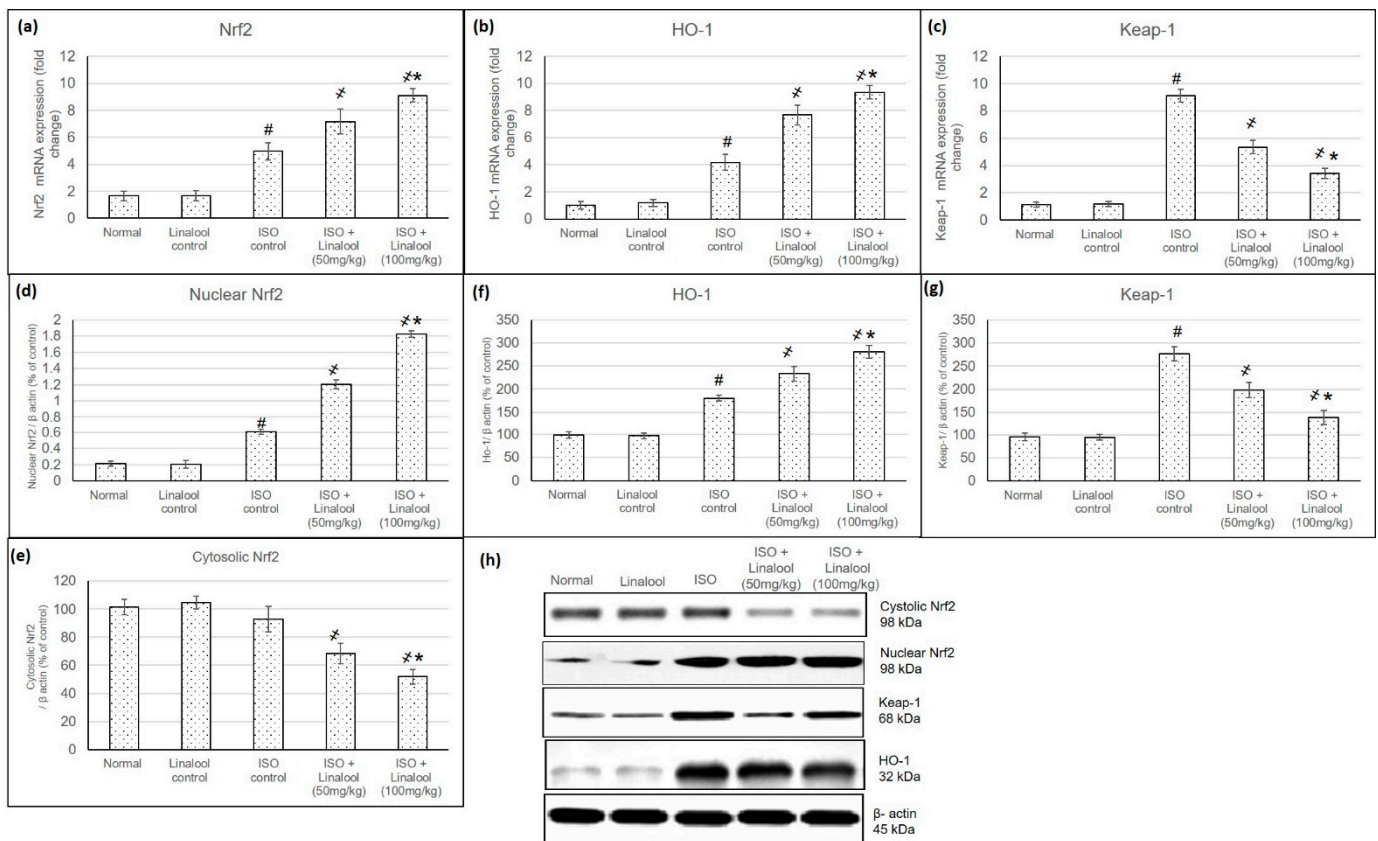 (a)
Nrf2
Nrf2 mRNA expression (fold
change)
12
10
8
6
4
2
0
#
҂
҂*
Normal
Linalool
control
ISO
control
ISO +
Linalool
(50mg/kg)
ISO +
Linalool
(100mg/kg)
(b)
HO-1
HO-1 mRNA expression (fold
change)
12
10
8
6
4
2
0
#
҂
҂*
Normal
Linalool
control
ISO
control
ISO +
Linalool
(50mg/kg)
ISO +
Linalool
(100mg/kg)
(c)
Keap-1
Keap-1 mRNA expression (fold
change)
12
10
8
6
4
2
0
#
҂
҂*
Normal
Linalool
control
ISO
control
ISO +
Linalool
(50mg/kg)
ISO +
Linalool
(100mg/kg)
(d)
Nuclear Nrf2
Nuclear Nrf2 / β actin (% of control)
2
1.8
1.6
1.4
1.2
1
0.8
0.6
0.4
0.2
0
#
҂
҂*
Normal
Linalool
control
ISO
control
ISO +
Linalool
(50mg/kg)
ISO +
Linalool
(100mg/kg)
(f)
HO-1
Ho-1/ β actin (% of control)
350
300
250
200
150
100
50
0
#
҂
҂*
Normal
Linalool
control
ISO
control
ISO +
Linalool
(50mg/kg)
ISO +
Linalool
(100mg/kg)
(g)
Keap-1
Keap-1/ β actin (% of control)
350
300
250
200
150
100
50
0
#
҂
҂*
Normal
Linalool
control
ISO
control
ISO +
Linalool
(50mg/kg)
ISO +
Linalool
(100mg/kg)
(e)
Cytosolic Nrf2
Cytosolic Nrf2
/ β actin (% of control)
120
100
80
60
40
20
0
҂
҂*
Normal
Linalool
control
ISO
control
ISO +
Linalool
(50mg/kg)
ISO +
Linalool
(100mg/kg)
(h)
Normal
Linalool
ISO
ISO +
Linalool
(50mg/kg)
ISO +
Linalool
(100mg/kg)
Cystolic Nrf2
98 kDa
Nuclear Nrf2
98 kDa
Keap-1
68 kDa
HO-1
32 kDa
β- actin
45 kDa